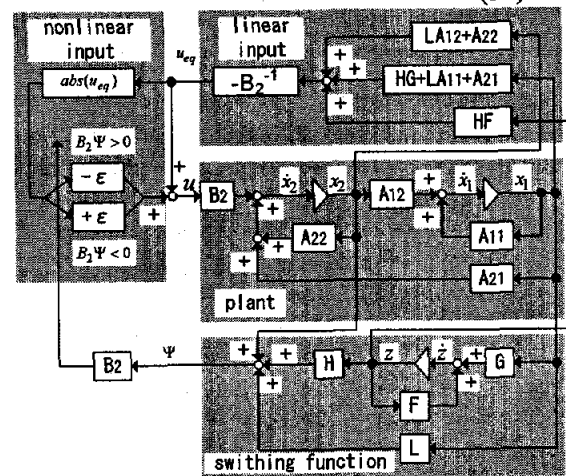 nonlinear
input
abs(u_eq)
B₂Ψ>0
-ε
+ε
+
B₂Ψ<0
u_eq
linear
input
-B₂⁻¹
+
+
+
LA12+A22
HG+LA11+A21
HF
+
u
B2
+
+
ẋ₂
x₂
A12
+
+
ẋ₁
x₁
+
+
A22
A11
A21
plant
B2
Ψ
+
+
+
H
z
ż
+
+
G
F
L
swithing function